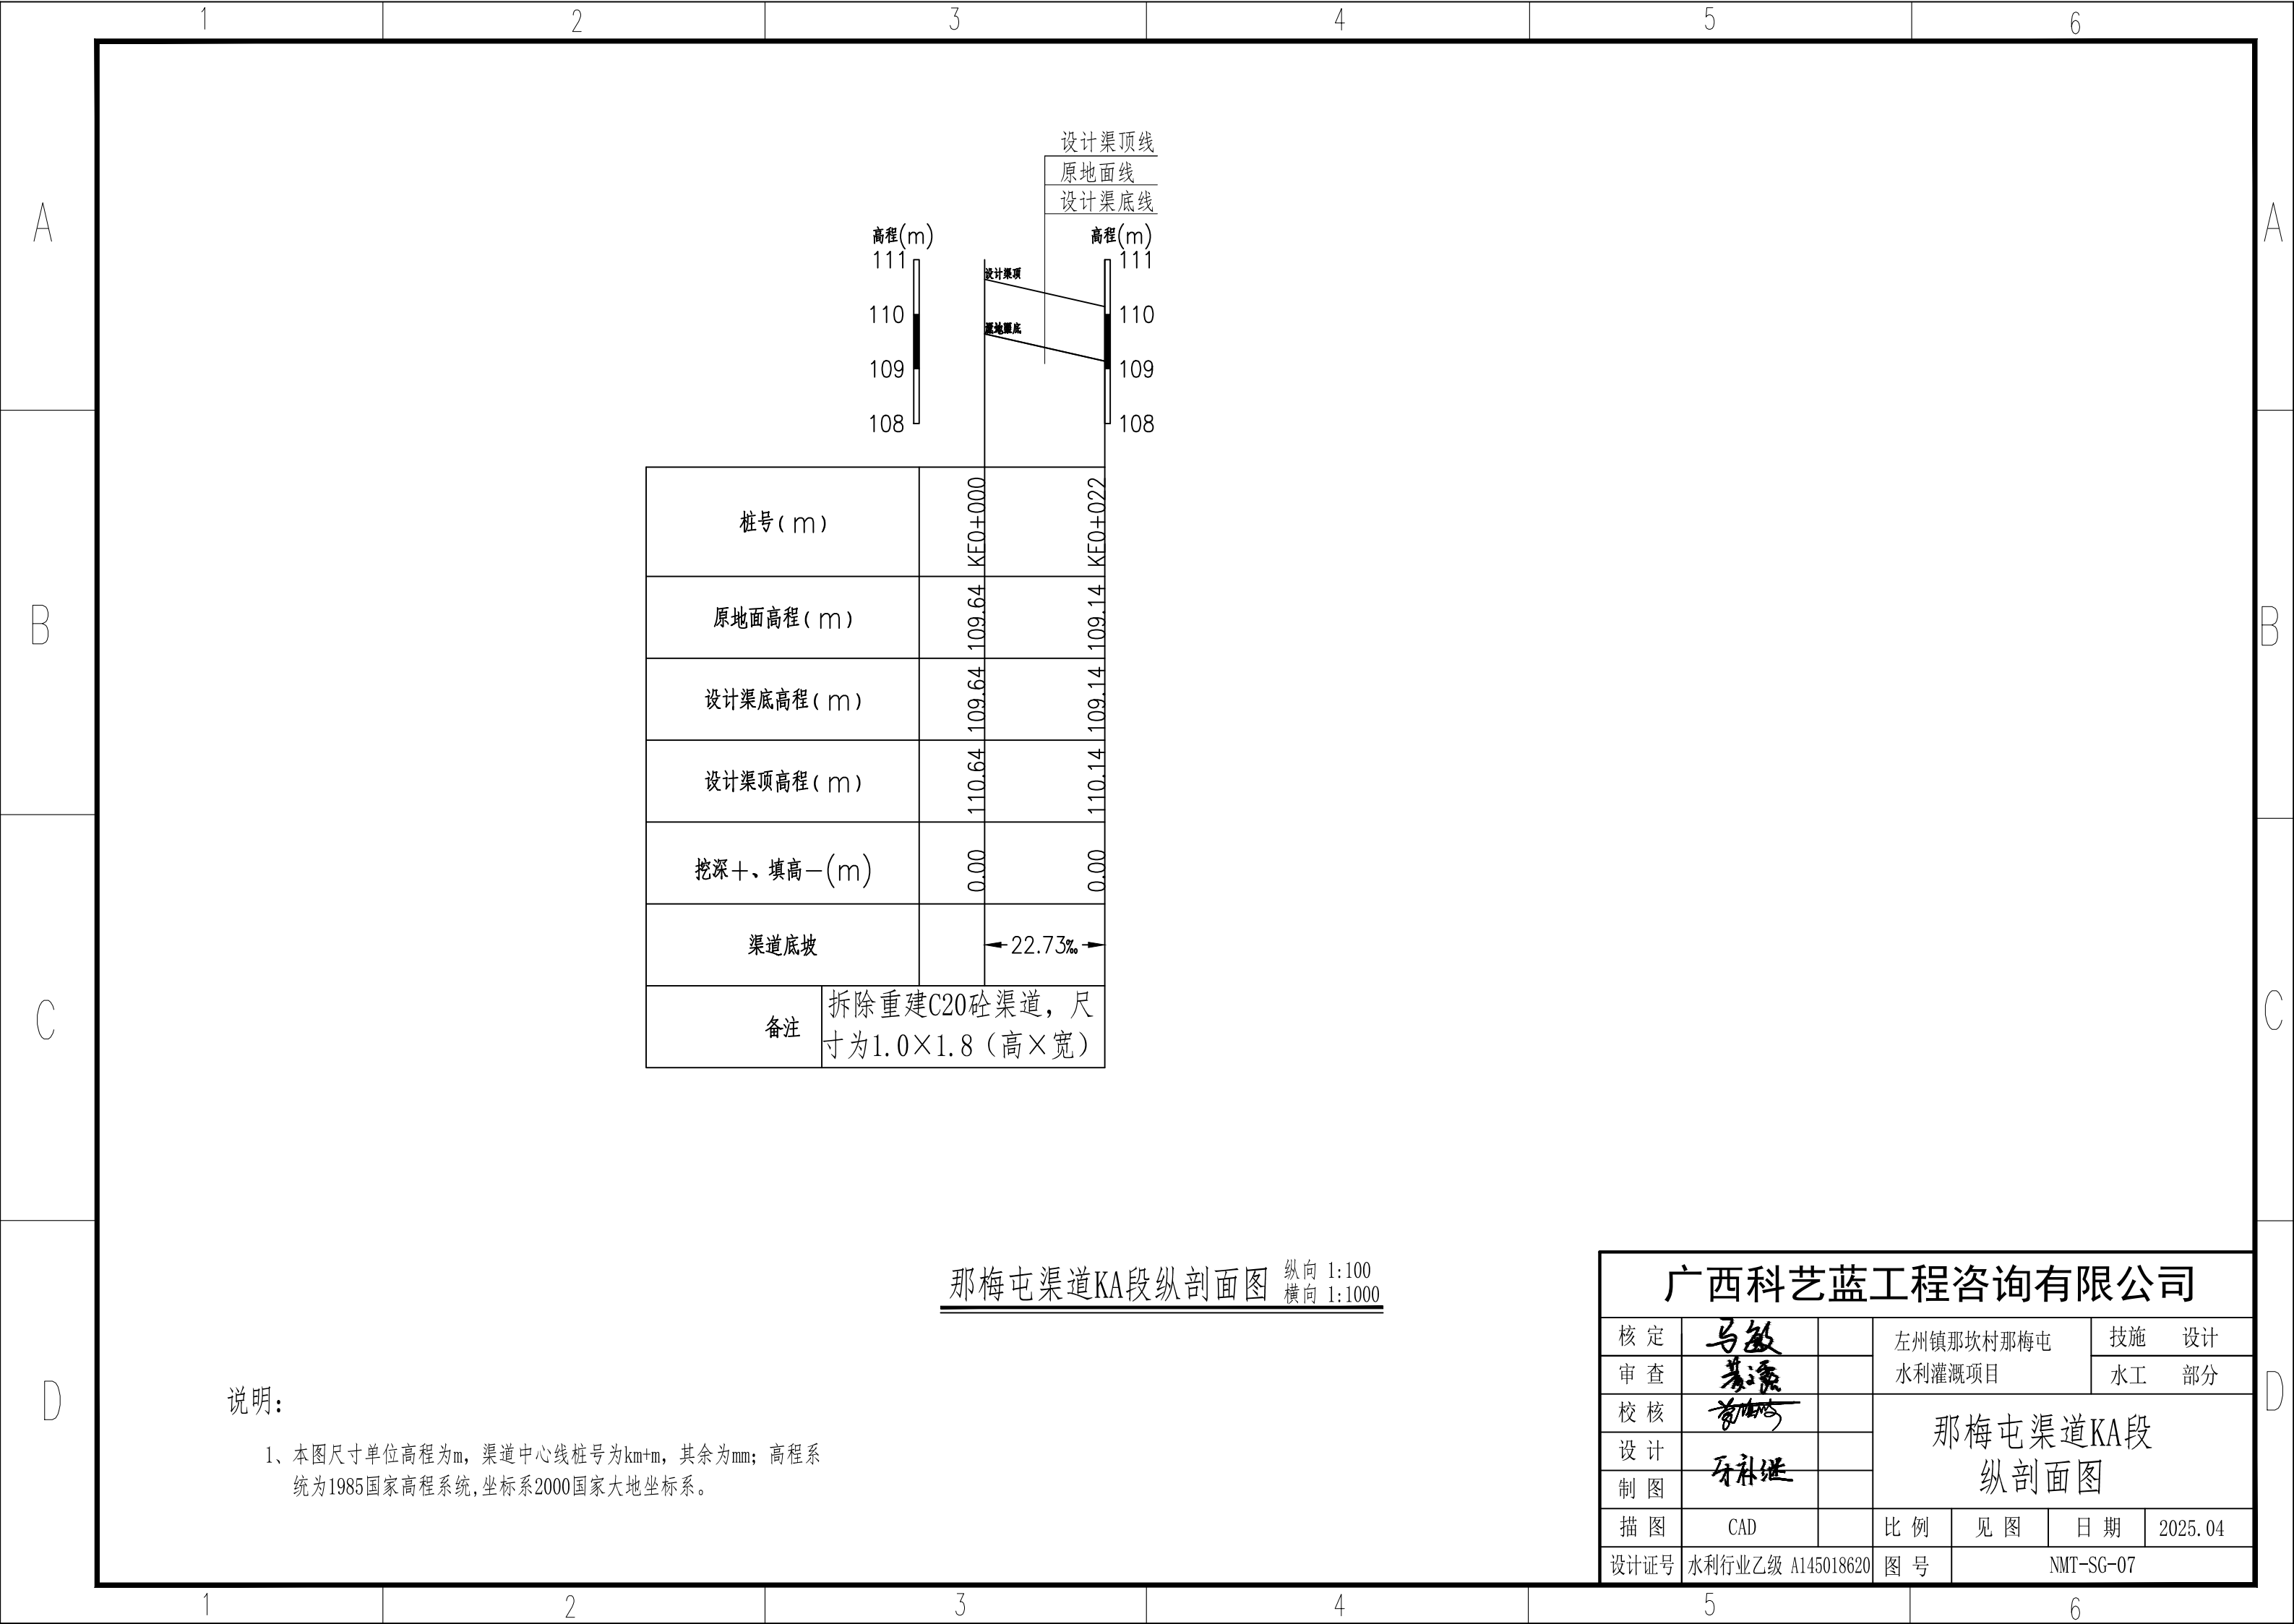 1 2 3 4 5 6
A A
B B
C C
D D
设计渠顶线
原地面线
设计渠底线
高程(m) 高程(m)
111 111
110 110
109 109
108 108
设计渠顶
桩号(m) KE0+000 KE0+022
原地面高程(m) 109.64 109.14
设计渠底高程(m) 109.64 109.14
设计渠顶高程(m) 110.64 110.14
挖深+、填高-(m) 0.00 0.00
渠道底坡 22.73‰
备注 拆除重建C20砼渠道，尺
寸为1.0×1.8（高×宽）
那梅屯渠道KA段纵剖面图 纵向 1:100
横向 1:1000
说明：
1、本图尺寸单位高程为m，渠道中心线桩号为km+m，其余为mm；高程系
统为1985国家高程系统,坐标系2000国家大地坐标系。
广西科艺蓝工程咨询有限公司
核 定 马敏 左州镇那坎村那梅屯 技施 设计
审 查 水利灌溉项目 水工 部分
校 核 那梅屯渠道KA段
设 计 纵剖面图
制 图
描 图 CAD 比 例 见 图 日 期 2025.04
设计证号 水利行业乙级 A145018620 图 号 NMT-SG-07
1 2 3 4 5 6